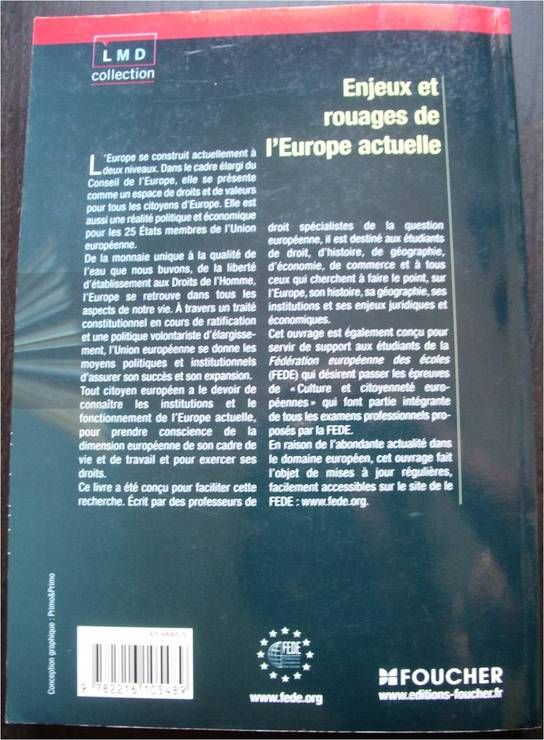 LMD
collection
Enjeux et
rouages de
l'Europe actuelle
L'Europe se construit actuellement à
deux niveaux. Dans le cadre élargi du
Conseil de l'Europe, elle se présente
comme un espace de droits et de valeurs
pour tous les citoyens d'Europe. Elle est
aussi une réalité politique et économique
pour les 25 États membres de l'Union
européenne.
De la monnaie unique à la qualité de
l'eau que nous buvons, de la liberté
d'établissement aux Droits de l'Homme,
l'Europe se retrouve dans tous les
aspects de notre vie. À travers un traité
constitutionnel en cours de ratification
et une politique volontariste d'élargisse-
ment, l'Union européenne se donne les
moyens politiques et institutionnels
d'assurer son succès et son expansion.
Tout citoyen européen a le devoir de
connaître les institutions et le
fonctionnement de l'Europe actuelle,
pour prendre conscience de la
dimension européenne de son cadre de
vie et de travail et pour exercer ses
droits.
Ce livre a été conçu pour faciliter cette
recherche. Écrit par des professeurs de
droit spécialistes de la question
européenne, il est destiné aux étudiants
de droit, d'histoire, de géographie,
d'économie, de commerce et à tous
ceux qui cherchent à faire le point, sur
l'Europe, son histoire, sa géographie, ses
institutions et ses enjeux juridiques et
économiques.
Cet ouvrage est également conçu pour
servir de support aux étudiants de la
Fédération européenne des écoles
(FEDE) qui désirent passer les épreuves
de «Culture et citoyenneté euro-
péennes» qui font partie intégrante
de tous les examens professionnels pro-
posés par la FEDE.
En raison de l'abondante actualité dans
le domaine européen, cet ouvrage fait
l'objet de mises à jour régulières,
facilement accessibles sur le site de le
FEDE : www.fede.org.
Conception graphique : Primo&Primo
9 782216 105489
FEDE
www.fede.org
FOUCHER
www.editions-foucher.fr